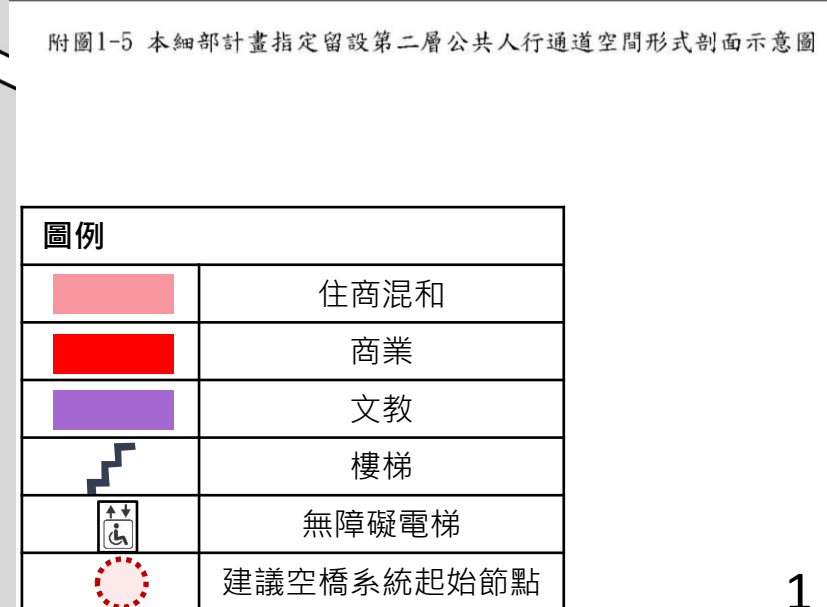 附圖1-5 本細部計畫指定留設第二層公共人行通道空間形式剖面示意圖
圖例
住商混和
商業
文教
樓梯
無障礙電梯
建議空橋系統起始節點
1